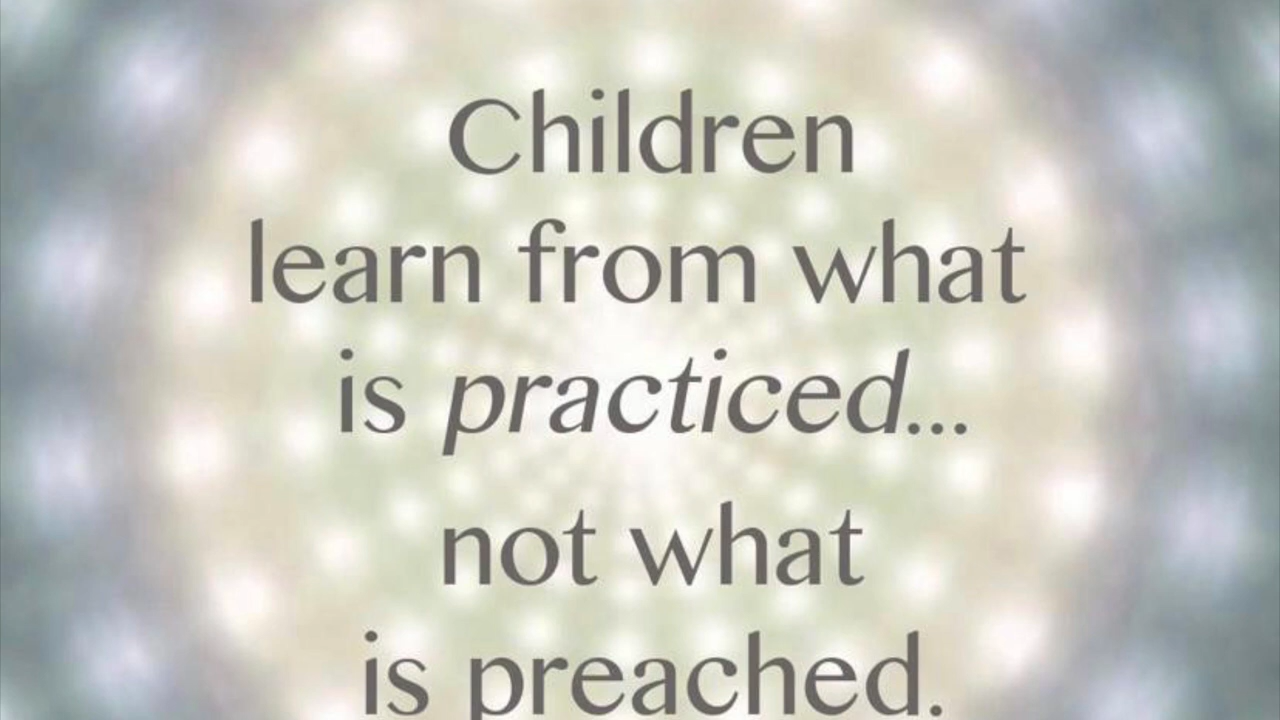 Children
learn from what
is practiced...
not what
is preached.